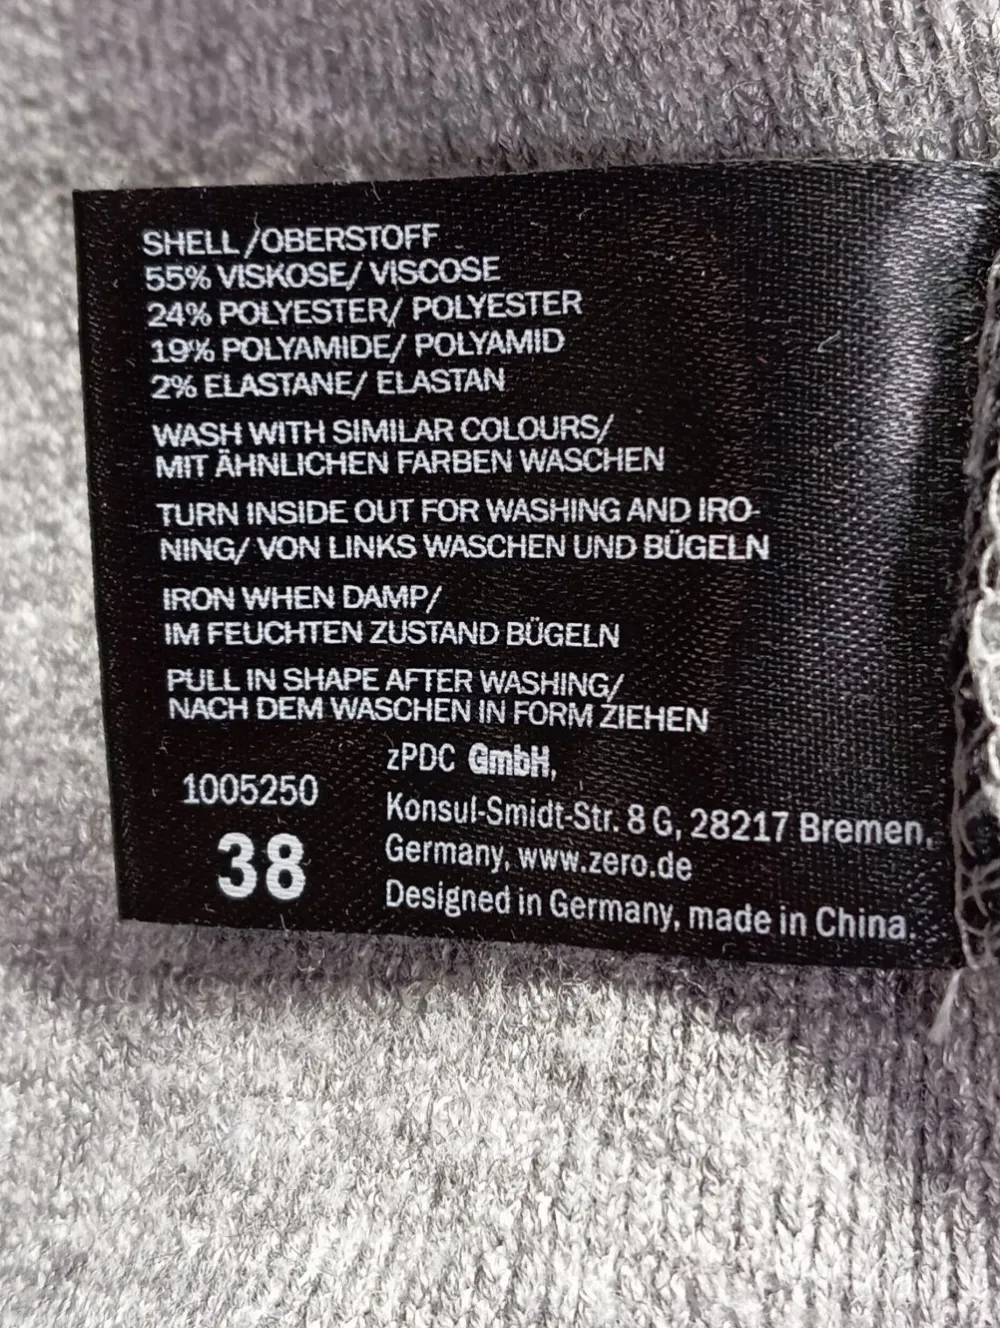 SHELL/OBERSTOFF
55% VISKOSE/ VISCOSE
24% POLYESTER/ POLYESTER
19% POLYAMIDE/ POLYAMID
2% ELASTANE/ ELASTAN
WASH WITH SIMILAR COLOURS/
MIT ÄHNLICHEN FARBEN WASCHEN
TURN INSIDE OUT FOR WASHING AND IRO-
NING/ VON LINKS WASCHEN UND BÜGELN
IRON WHEN DAMP/
IM FEUCHTEN ZUSTAND BÜGELN
PULL IN SHAPE AFTER WASHING/
NACH DEM WASCHEN IN FORM ZIEHEN
1005250
38
zPDC GmbH,
Konsul-Smidt-Str. 8 G, 28217 Bremen,
Germany, www.zero.de
Designed in Germany, made in China.